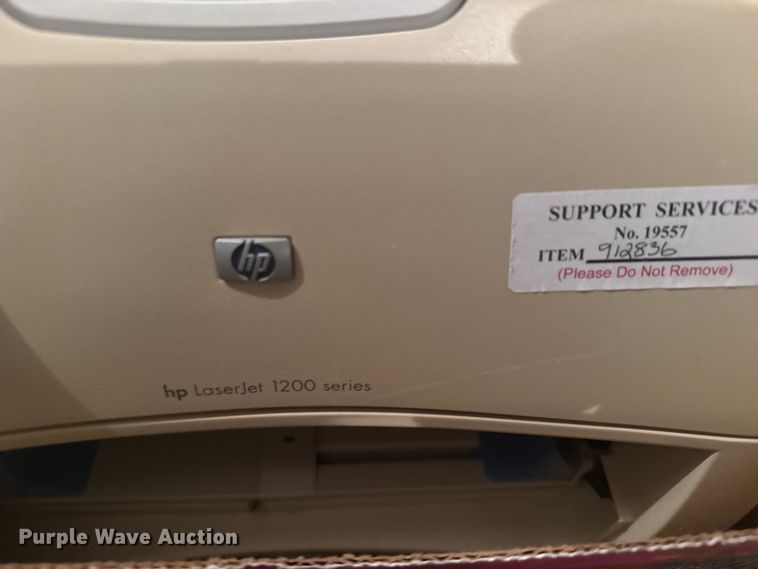 SUPPORT SERVICES
No. 19557
ITEM 912836
(Please Do Not Remove)
hp
hp LaserJet 1200 series
Purple Wave Auction